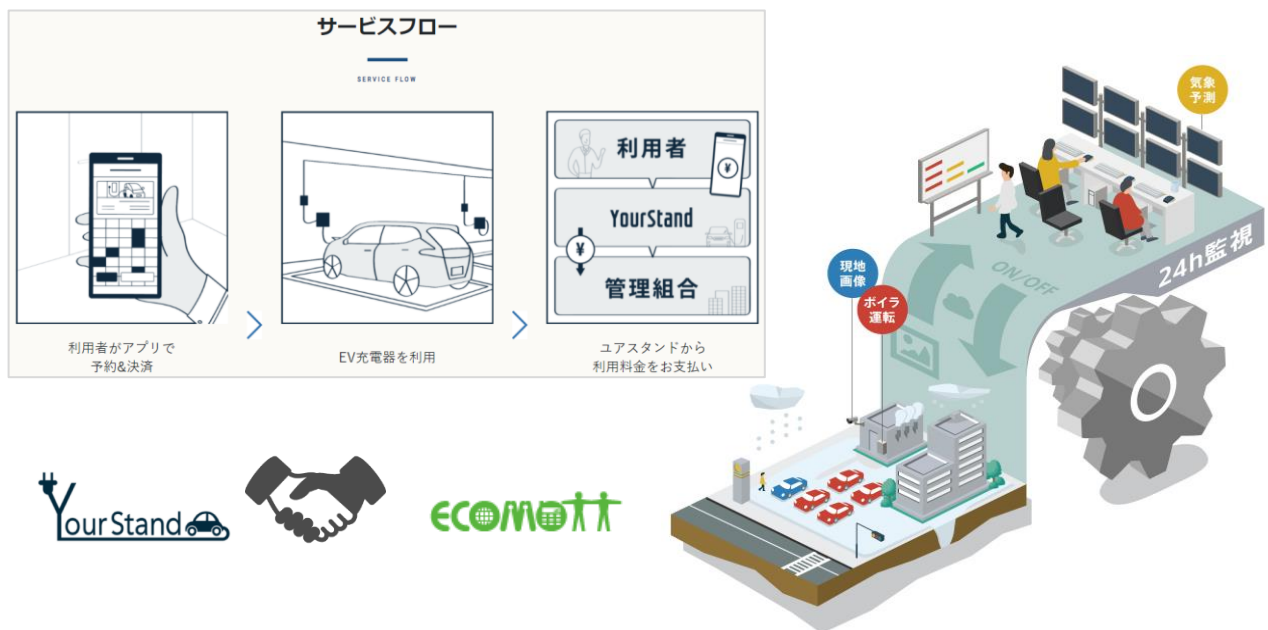 サービスフロー
SERVICE FLOW
利用者
¥
YourStand
¥
管理組合
利用者がアプリで
予約&決済
EV充電器を利用
ユアスタンドから
利用料金をお支払い
YourStand
ecomott
気象
予測
24h監視
ON/OFF
現地
画像
ボイラ
運転